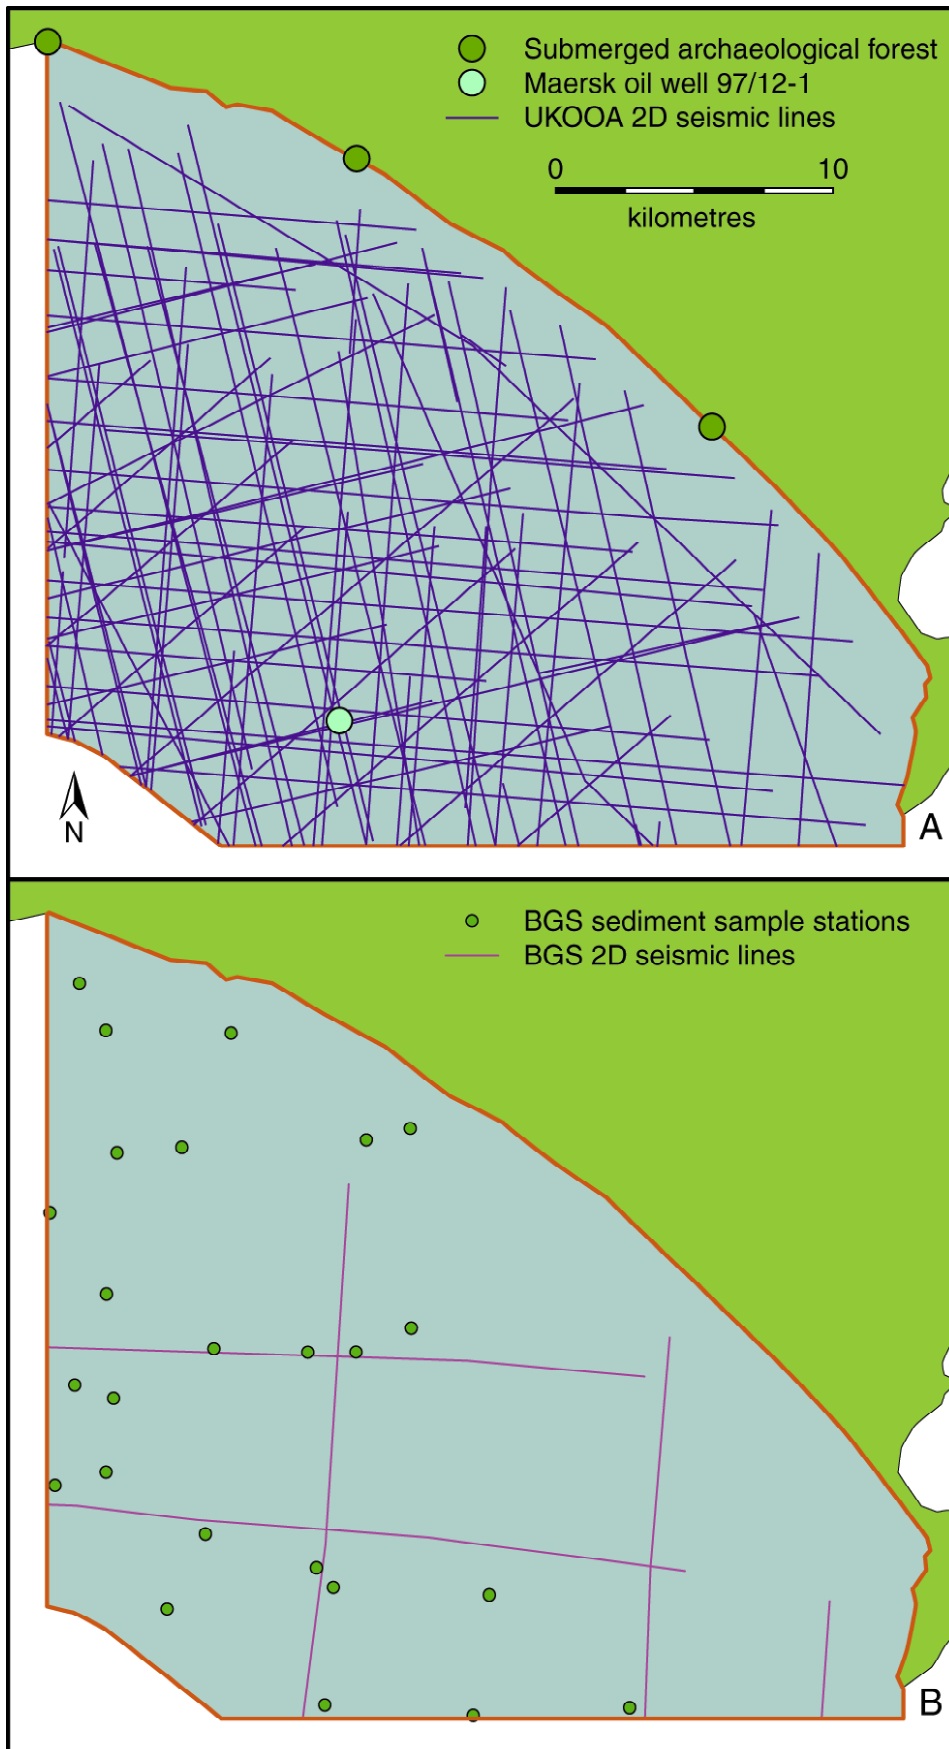 Submerged archaeological forest
Maersk oil well 97/12-1
UKOOA 2D seismic lines
0 10
kilometres
N
A
BGS sediment sample stations
BGS 2D seismic lines
B